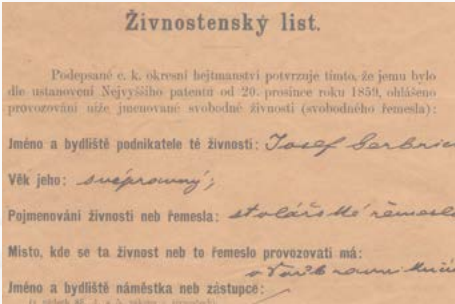 Živnostenský list.
Podepsané c. k. okresní hejtmanství potvrzuje tímto, že jemu bylo
dle ustanovení Nejvyššího patentu od 20. prosince roku 1859, ohlášeno
provozování níže jmenované svobodné živnosti (svobodného řemesla):
Jméno a bydliště podnikatele té živnosti: Josef
Věk jeho: svéprávný;
Pojmenování živnosti neb řemesla: stolářské řemeslo
Místo, kde se ta živnost neb to řemeslo provozovati má:
Jméno a bydliště náměstka neb zástupce: